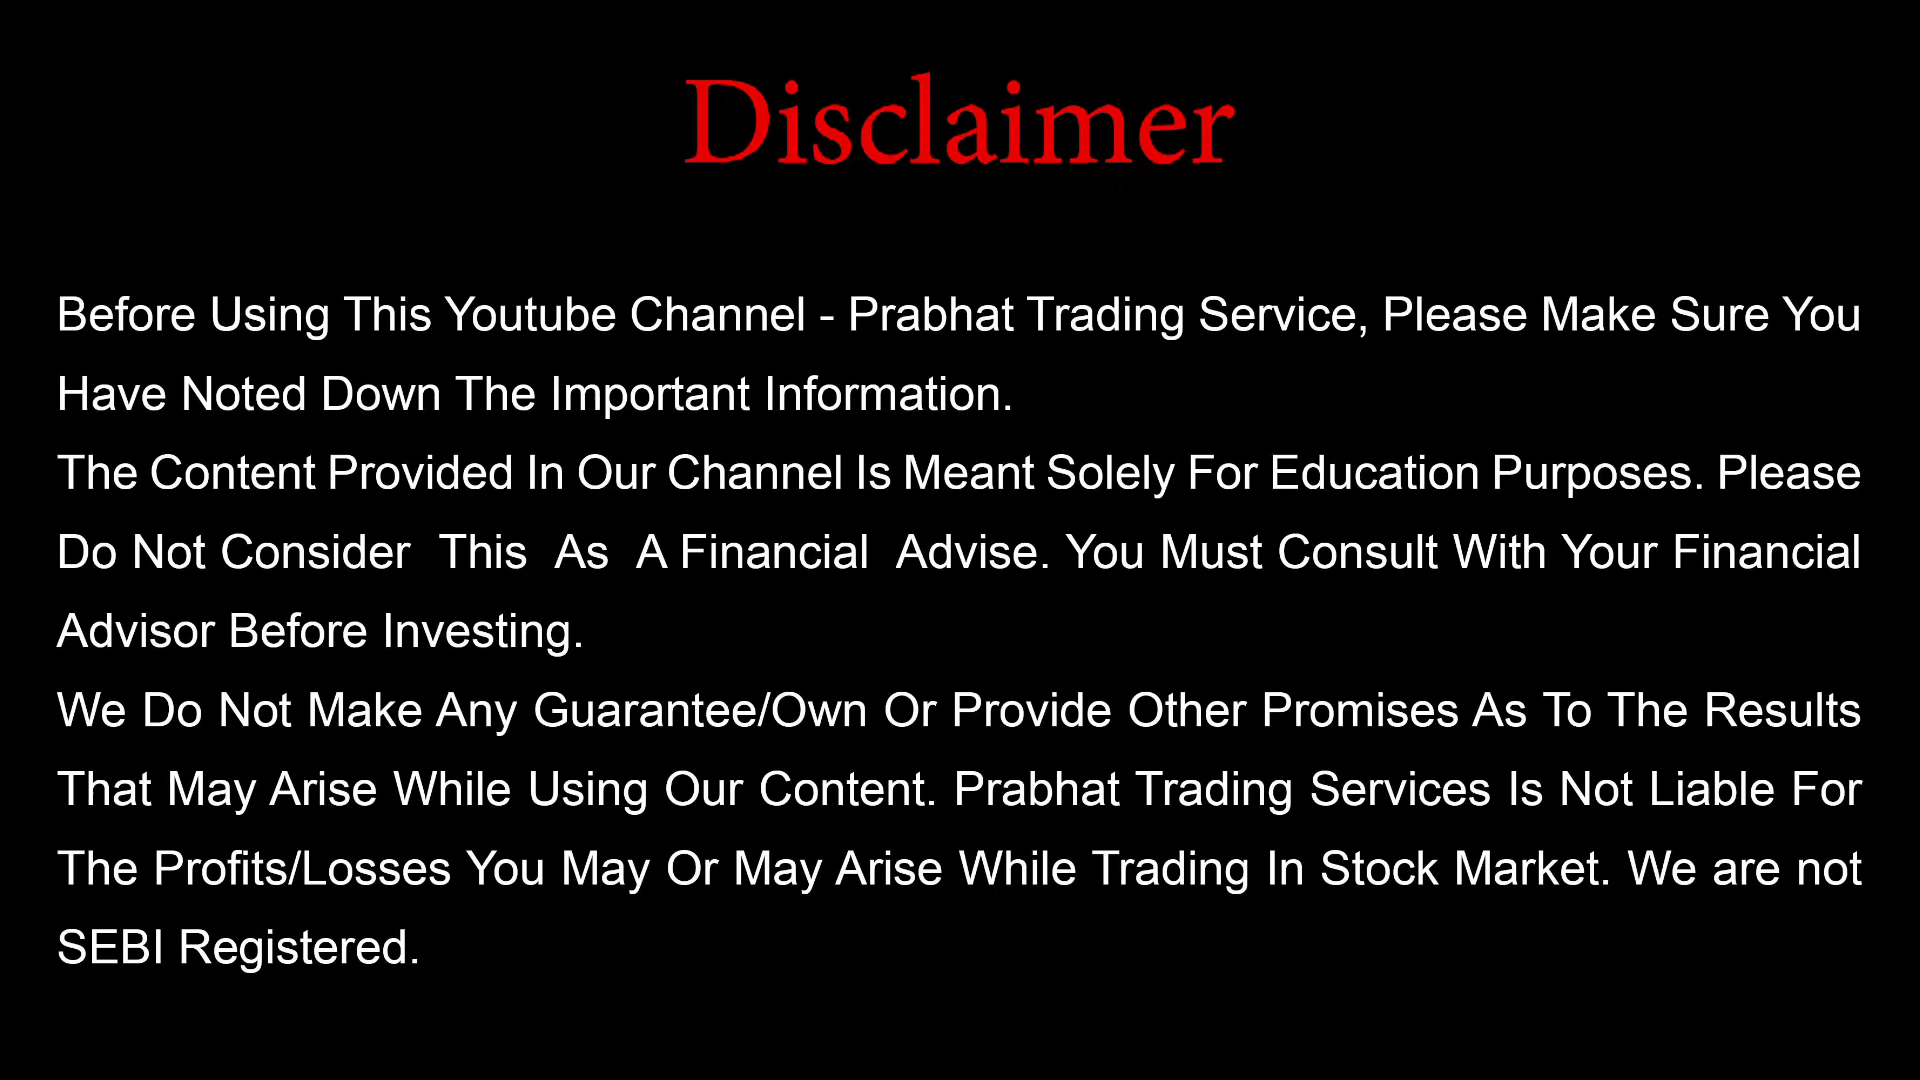 Disclaimer
Before Using This Youtube Channel - Prabhat Trading Service, Please Make Sure You
Have Noted Down The Important Information.
The Content Provided In Our Channel Is Meant Solely For Education Purposes. Please
Do Not Consider This As A Financial Advise. You Must Consult With Your Financial
Advisor Before Investing.
We Do Not Make Any Guarantee/Own Or Provide Other Promises As To The Results
That May Arise While Using Our Content. Prabhat Trading Services Is Not Liable For
The Profits/Losses You May Or May Arise While Trading In Stock Market. We are not
SEBI Registered.